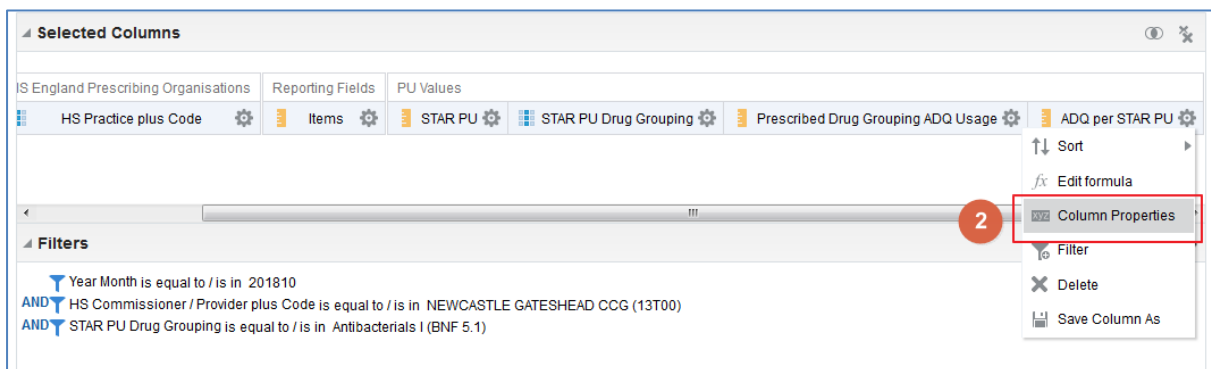 Selected Columns
IS England Prescribing Organisations Reporting Fields PU Values
HS Practice plus Code Items STAR PU STAR PU Drug Grouping Prescribed Drug Grouping ADQ Usage ADQ per STAR PU
Sort
fx Edit formula
2 xyz Column Properties
Filters
Filter
Year Month is equal to / is in 201810
Delete
AND HS Commissioner / Provider plus Code is equal to / is in NEWCASTLE GATESHEAD CCG (13T00)
Save Column As
AND STAR PU Drug Grouping is equal to / is in Antibacterials I (BNF 5.1)